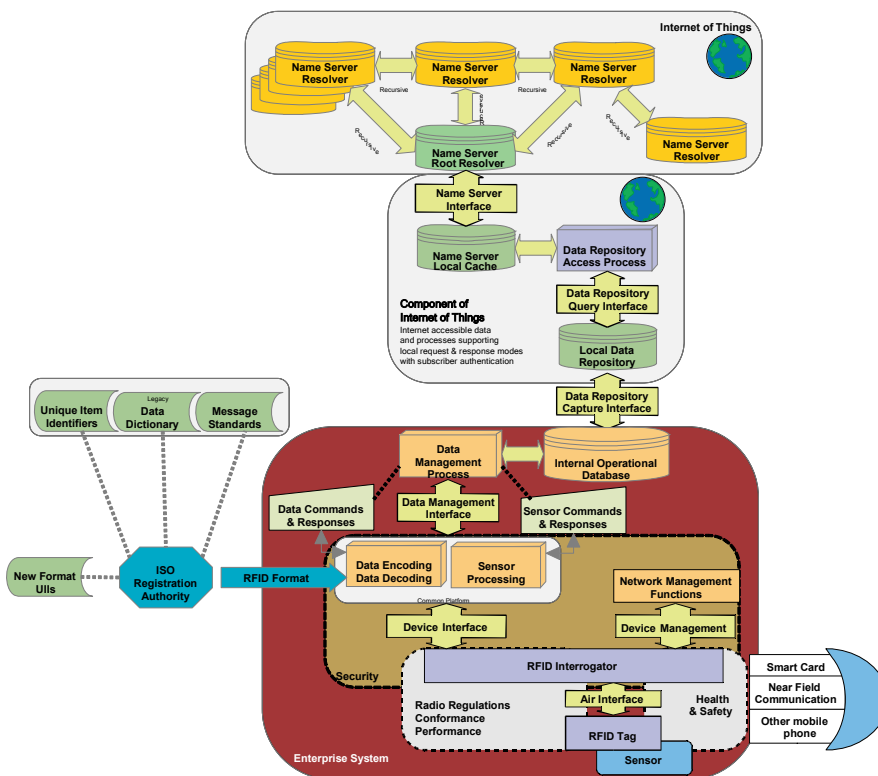 Internet of Things
Name Server
Resolver
Name Server
Resolver
Name Server
Resolver
Recursive
Recursive
Recursive
Recursive
Recursive
Recursive
Name Server
Root Resolver
Name Server
Resolver
Name Server
Interface
Name Server
Local Cache
Data Repository
Access Process
Data Repository
Query Interface
Component of
Internet of Things
Internet accessible data
and processes supporting
local request & response modes
with subscriber authentication
Local Data
Repository
Data Repository
Capture Interface
Legacy
Unique Item
Identifiers
Data
Dictionary
Message
Standards
Data
Management
Process
Internal Operational
Database
Data Commands
& Responses
Data Management
Interface
Sensor Commands
& Responses
New Format
UIIs
ISO
Registration
Authority
RFID Format
Data Encoding
Data Decoding
Sensor
Processing
Network Management
Functions
Common Platform
Device Interface
Device Management
Security
RFID Interrogator
Smart Card
Near Field
Communication
Other mobile
phone
Radio Regulations
Conformance
Performance
Air Interface
Health
& Safety
RFID Tag
Sensor
Enterprise System